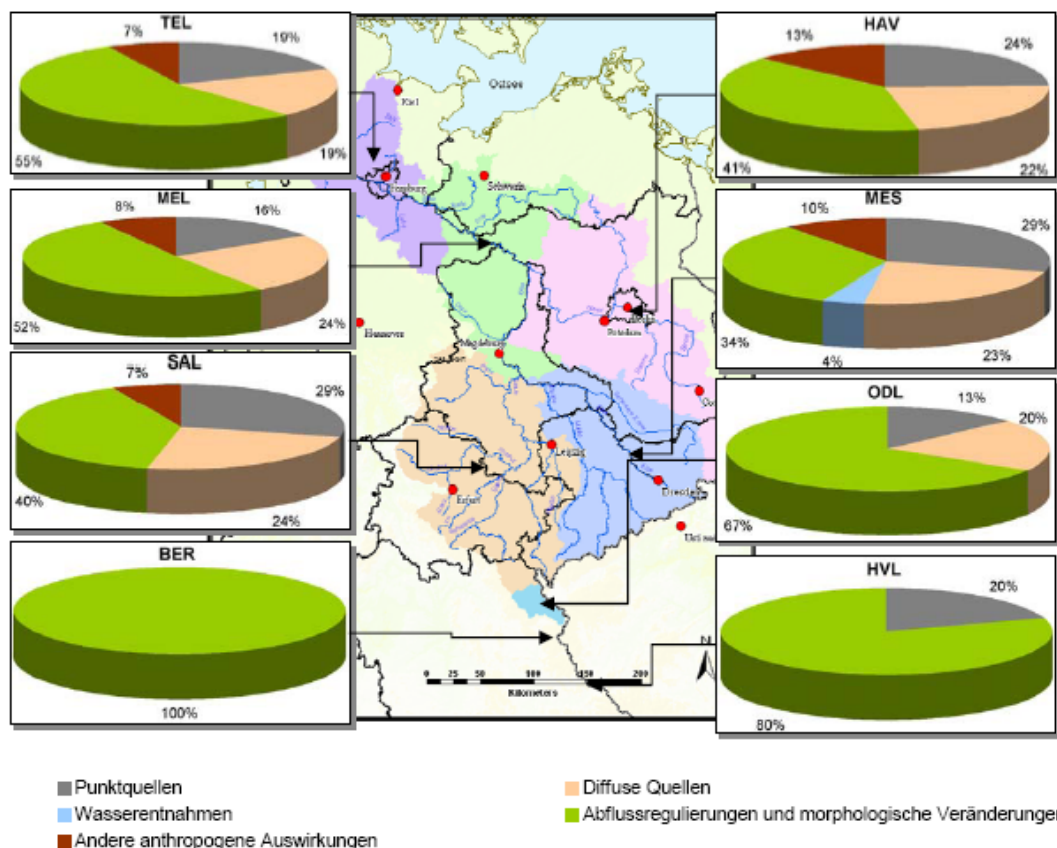 TEL
7%
19%
55%
19%
MEL
8%
16%
52%
24%
SAL
7%
29%
40%
24%
BER
100%
Ostsee
Kiel
Hamburg
Schwerin
Hannover
Potsdam
Magdeburg
Leipzig
Erfurt
Dresden
N
0 25 50 100 150 200
Kilometers
HAV
13%
24%
41%
22%
MES
10%
29%
34%
4%
23%
ODL
13%
20%
67%
HVL
20%
80%
Punktquellen
Diffuse Quellen
Wasserentnahmen
Abflussregulierungen und morphologische Veränderungen
Andere anthropogene Auswirkungen